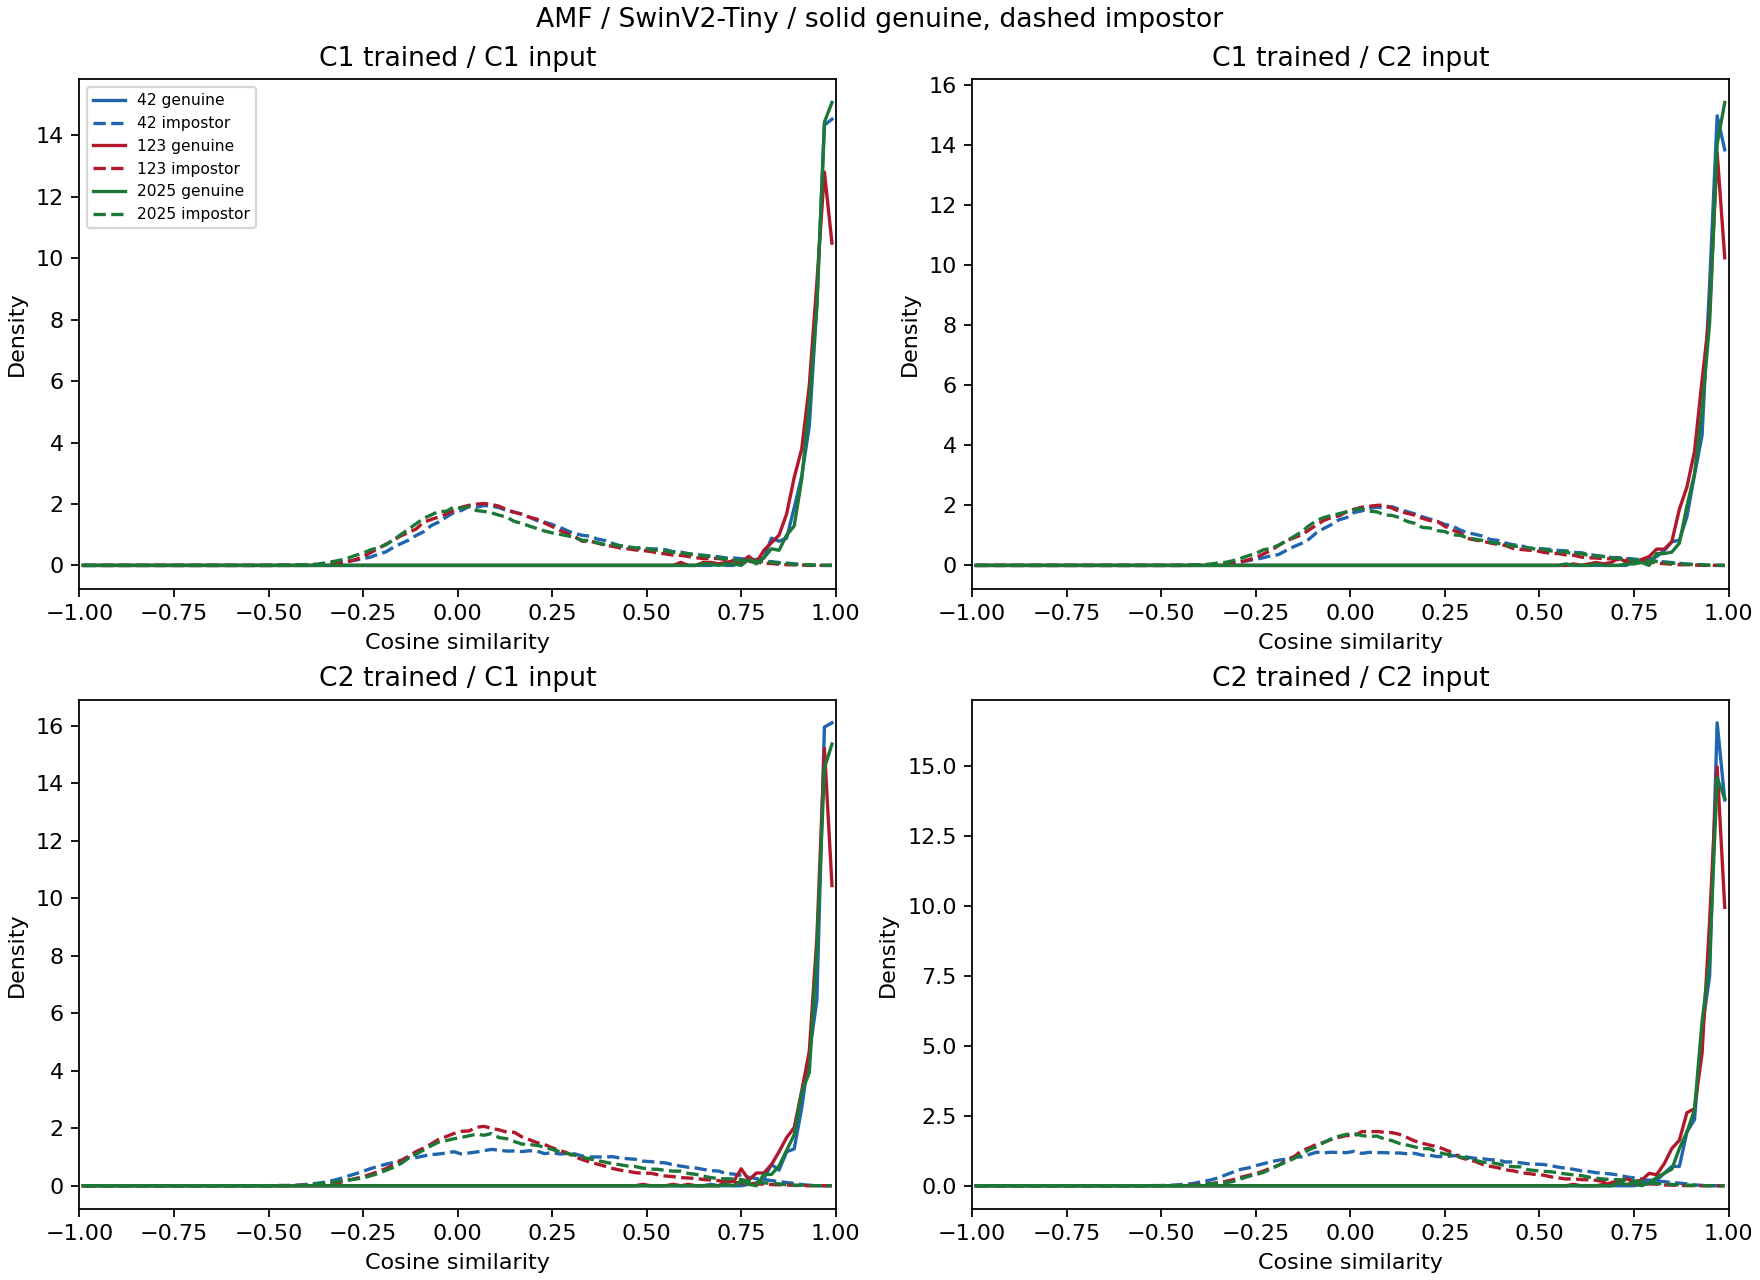 AMF / SwinV2-Tiny / solid genuine, dashed impostor
C1 trained / C1 input
42 genuine
42 impostor
123 genuine
123 impostor
2025 genuine
2025 impostor
Density
14
12
10
8
6
4
2
0
−1.00 −0.75 −0.50 −0.25 0.00 0.25 0.50 0.75 1.00
Cosine similarity
C1 trained / C2 input
Density
16
14
12
10
8
6
4
2
0
−1.00 −0.75 −0.50 −0.25 0.00 0.25 0.50 0.75 1.00
Cosine similarity
C2 trained / C1 input
Density
16
14
12
10
8
6
4
2
0
−1.00 −0.75 −0.50 −0.25 0.00 0.25 0.50 0.75 1.00
Cosine similarity
C2 trained / C2 input
Density
15.0
12.5
10.0
7.5
5.0
2.5
0.0
−1.00 −0.75 −0.50 −0.25 0.00 0.25 0.50 0.75 1.00
Cosine similarity